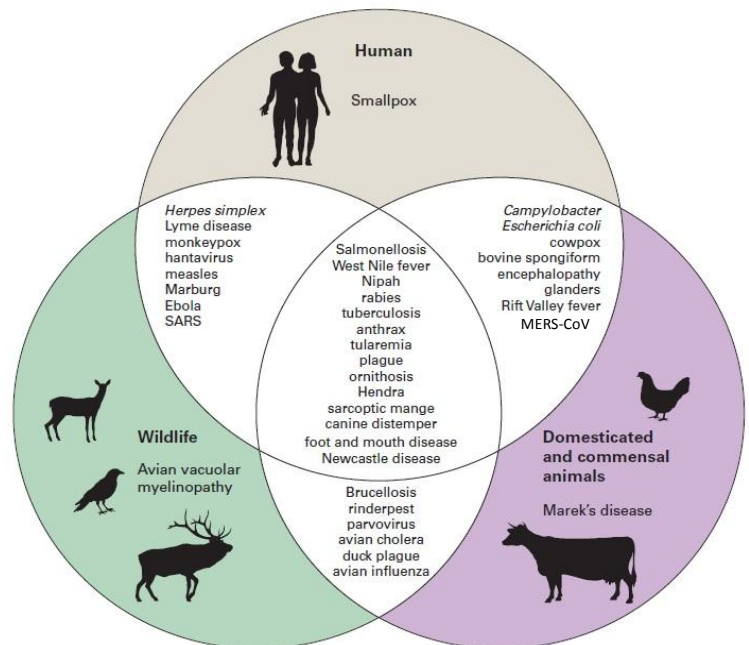 Human
Smallpox
Herpes simplex
Lyme disease
monkeypox
hantavirus
measles
Marburg
Ebola
SARS
Salmonellosis
West Nile fever
Nipah
rabies
tuberculosis
anthrax
tularemia
plague
ornithosis
Hendra
sarcoptic mange
canine distemper
foot and mouth disease
Newcastle disease
Campylobacter
Escherichia coli
cowpox
bovine spongiform
encephalopathy
glanders
Rift Valley fever
MERS-CoV
Wildlife
Avian vacuolar
myelinopathy
Brucellosis
rinderpest
parvovirus
avian cholera
duck plague
avian influenza
Domesticated
and commensal
animals
Marek's disease